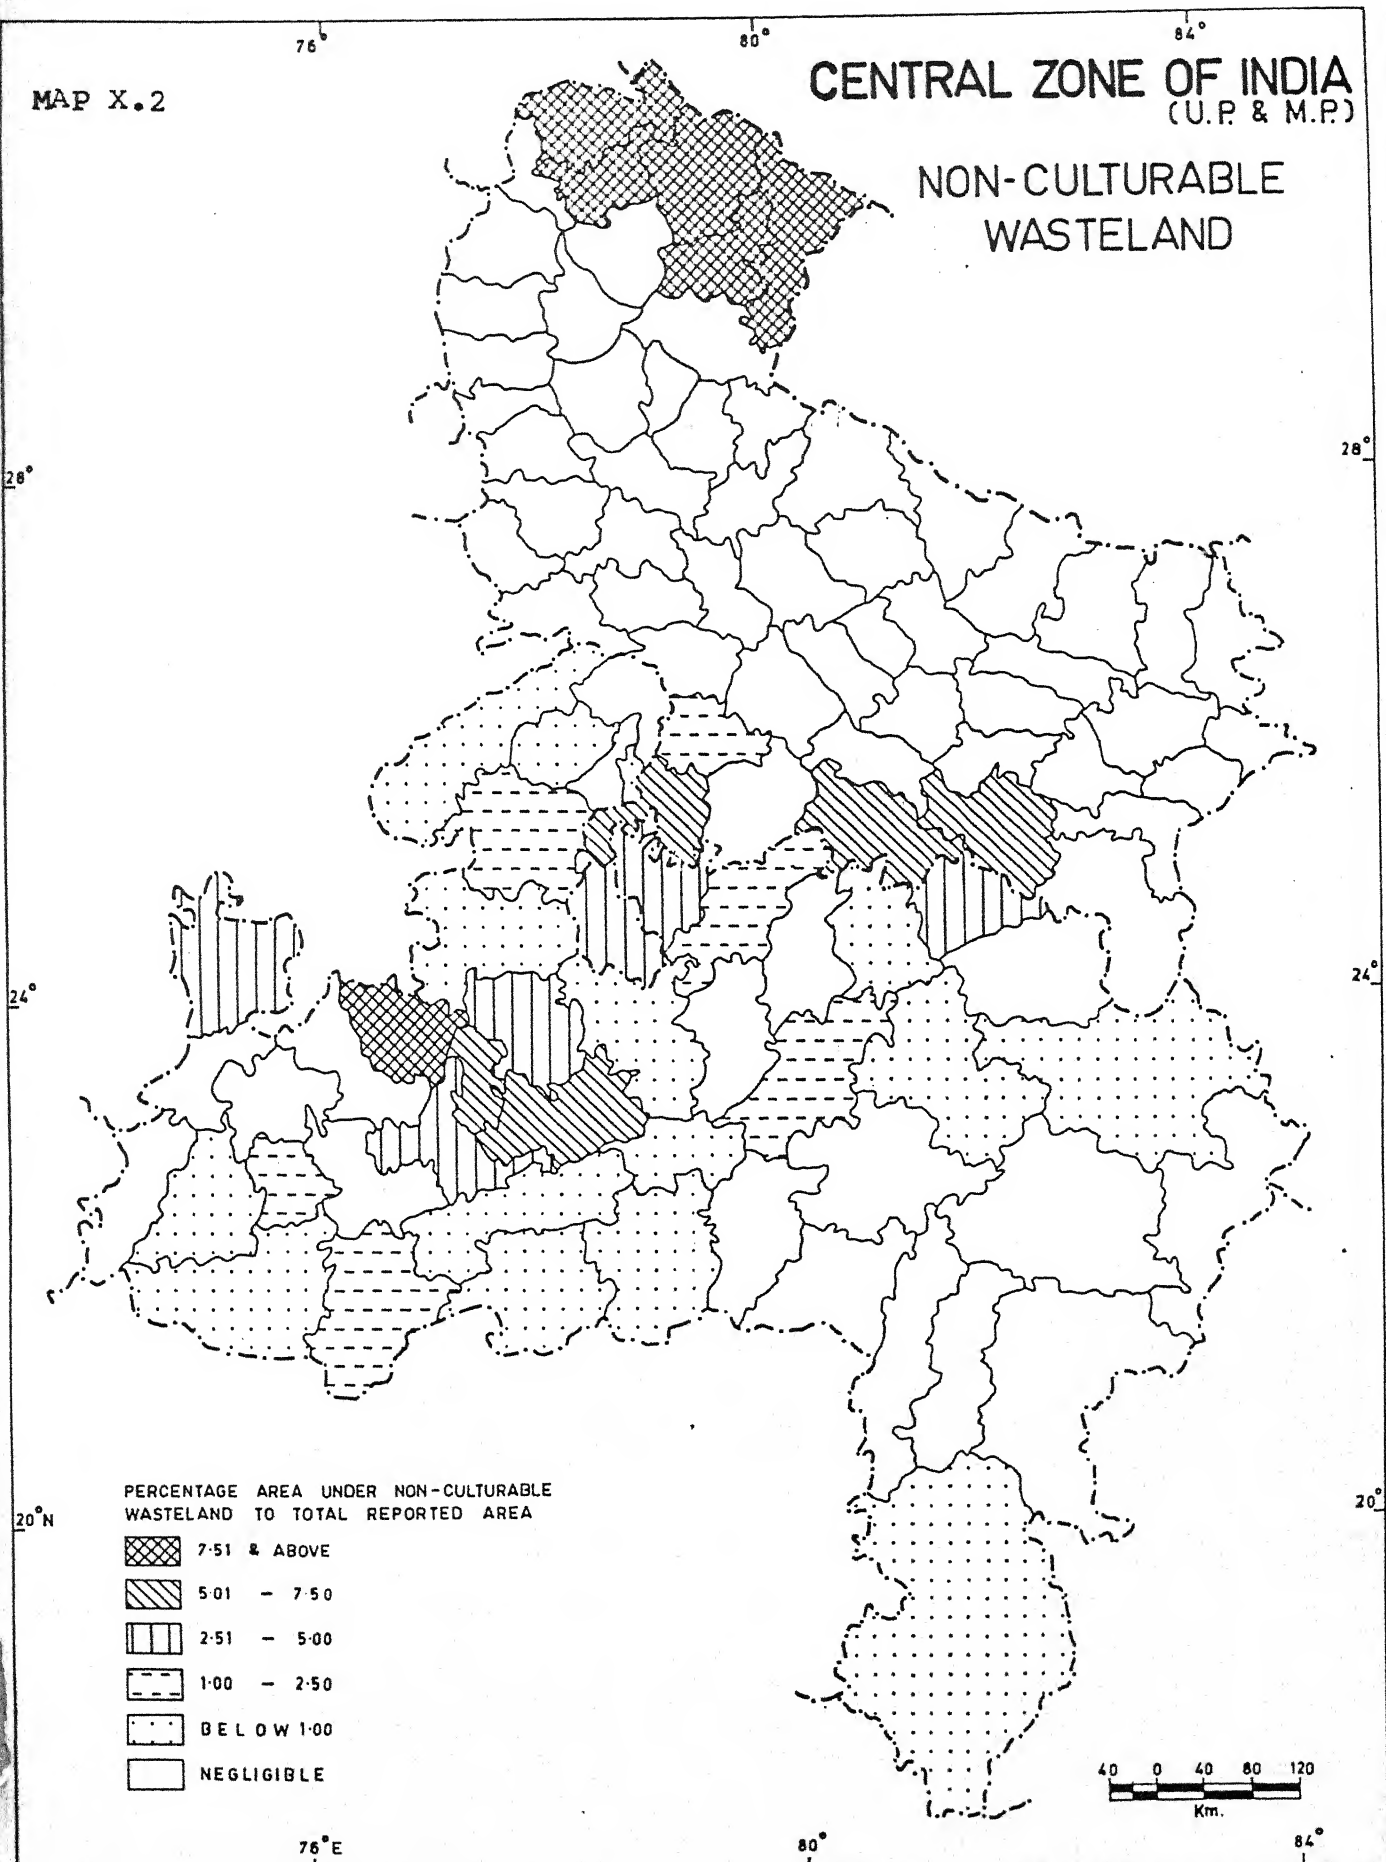 76° 80° 84°
MAP X.2
CENTRAL ZONE OF INDIA
(U.P. & M.P.)
NON-CULTURABLE
WASTELAND
28° 28°
24° 24°
20°N 20°
PERCENTAGE AREA UNDER NON-CULTURABLE
WASTELAND TO TOTAL REPORTED AREA
7·51 & ABOVE
5·01 – 7·50
2·51 – 5·00
1·00 – 2·50
BELOW 1·00
NEGLIGIBLE
40 0 40 80 120
Km.
76°E 80° 84°